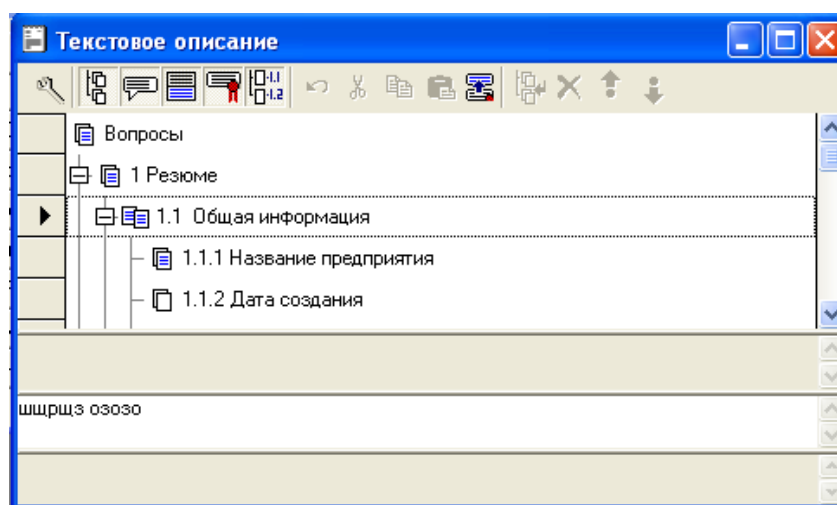 Текстовое описание
Вопросы
1 Резюме
1.1 Общая информация
1.1.1 Название предприятия
1.1.2 Дата создания
шщрщз озозо